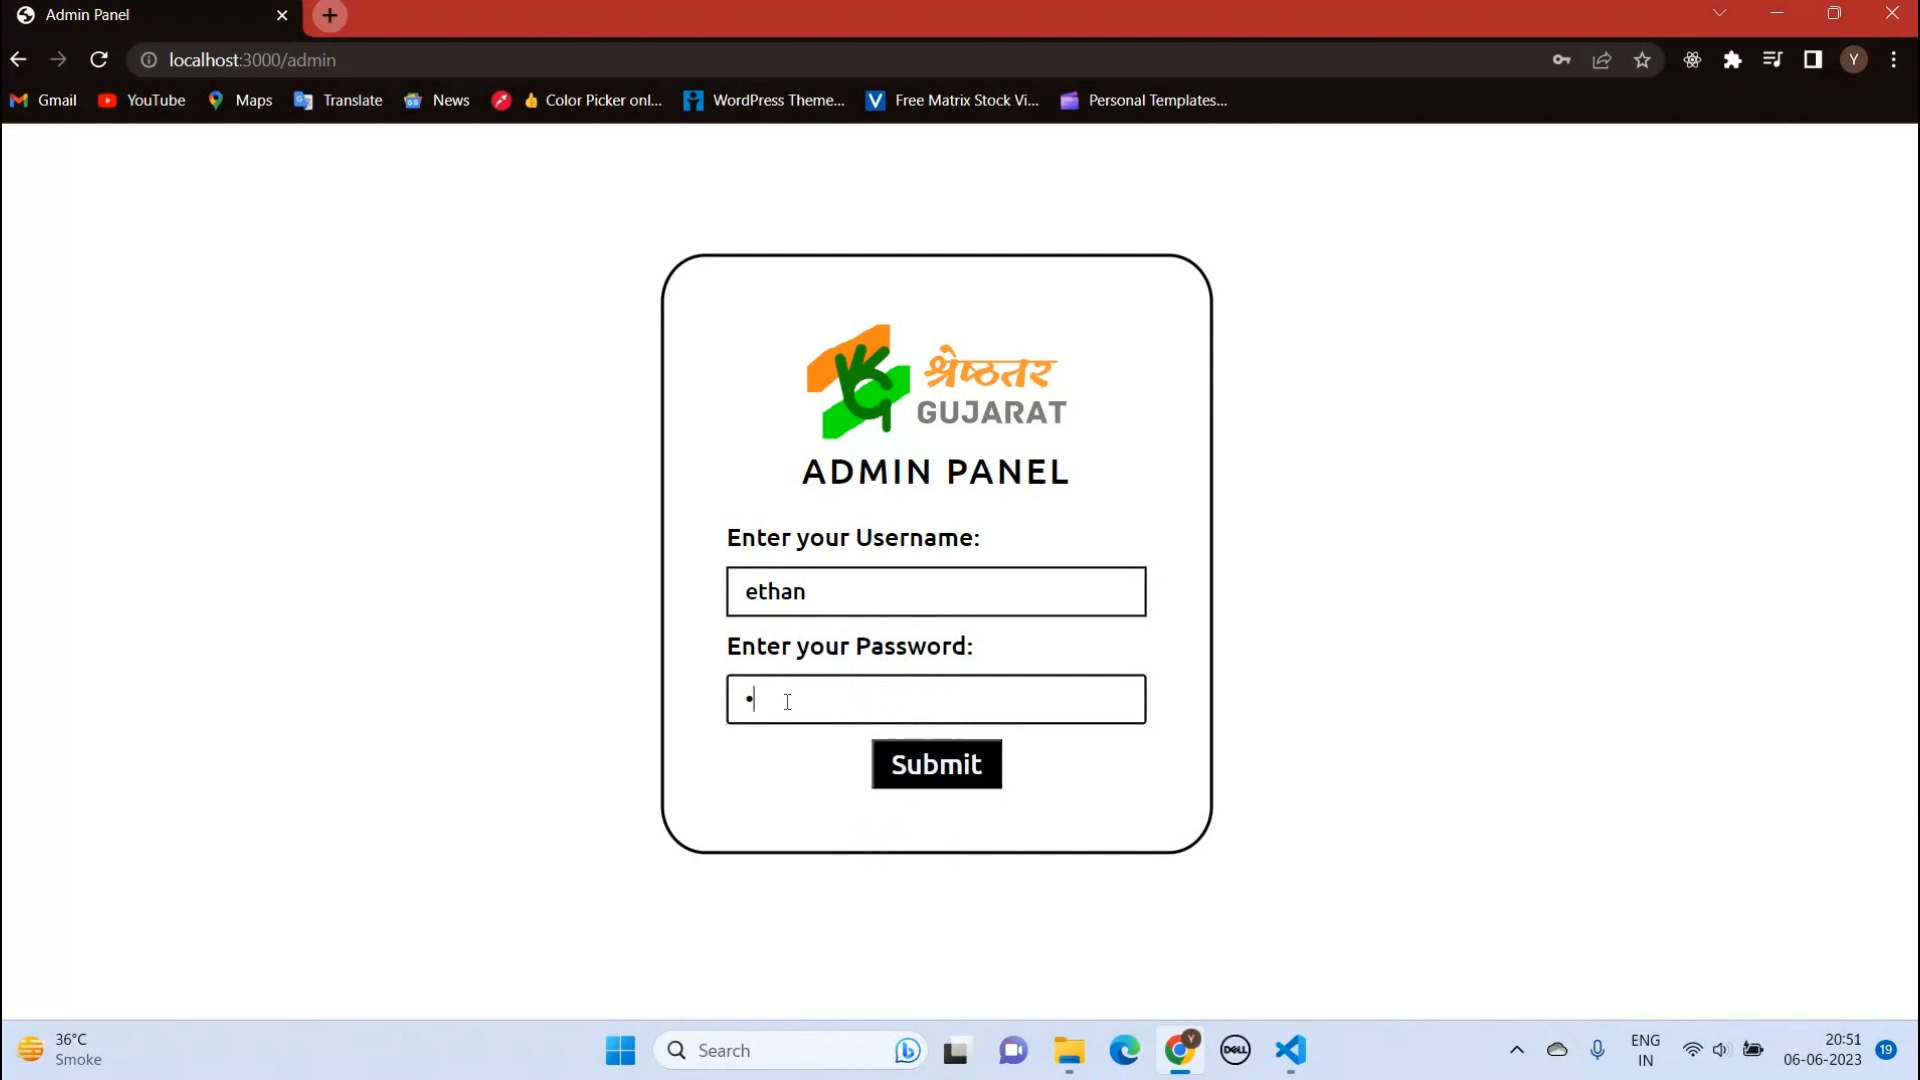 Admin Panel
localhost:3000/admin
Y
Gmail
YouTube
Maps
Translate
News
Color Picker onl...
WordPress Theme...
Free Matrix Stock Vi...
Personal Templates...
श्रेष्ठतर
GUJARAT
ADMIN PANEL
Enter your Username:
ethan
Enter your Password:
•
Submit
36°C
Smoke
Search
Y
DELL
ENG
IN
20:51
06-06-2023
19